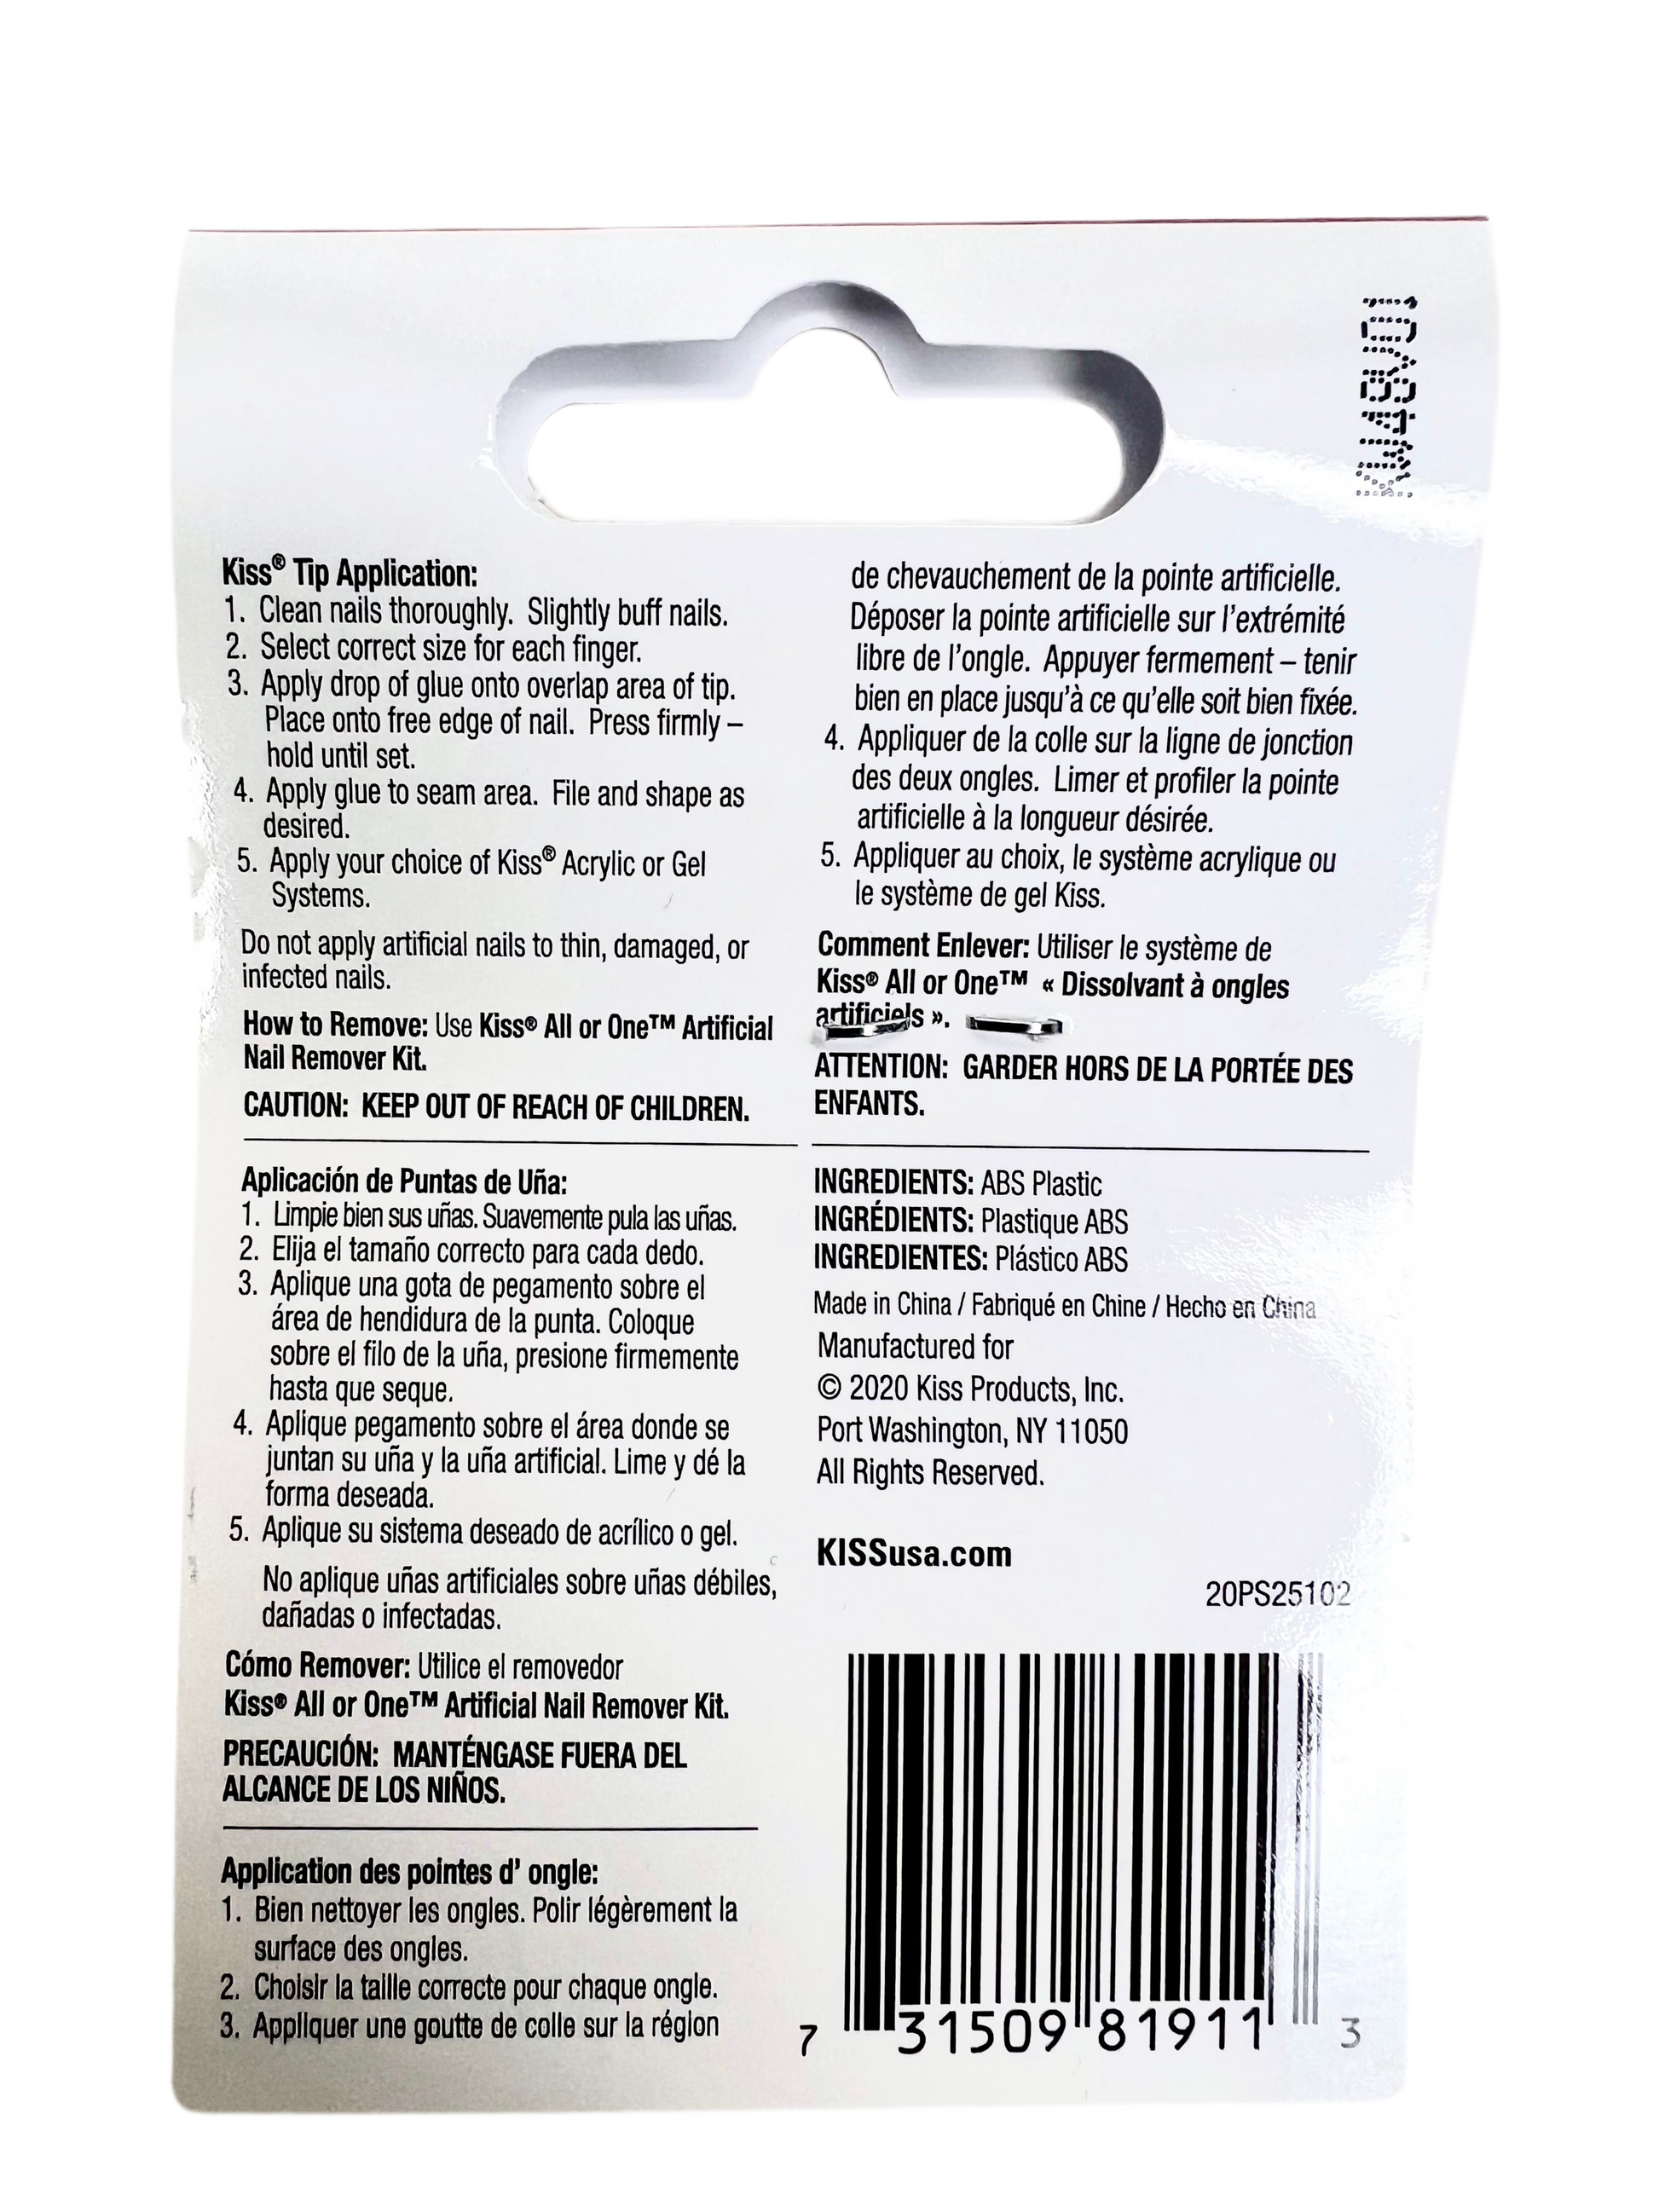 KM48V01
Kiss® Tip Application:
1. Clean nails thoroughly. Slightly buff nails.
2. Select correct size for each finger.
3. Apply drop of glue onto overlap area of tip.
Place onto free edge of nail. Press firmly –
hold until set.
4. Apply glue to seam area. File and shape as
desired.
5. Apply your choice of Kiss® Acrylic or Gel
Systems.
Do not apply artificial nails to thin, damaged, or
infected nails.
How to Remove: Use Kiss® All or One™ Artificial
Nail Remover Kit.
CAUTION: KEEP OUT OF REACH OF CHILDREN.
Aplicación de Puntas de Uña:
1. Limpie bien sus uñas. Suavemente pula las uñas.
2. Elija el tamaño correcto para cada dedo.
3. Aplique una gota de pegamento sobre el
área de hendidura de la punta. Coloque
sobre el filo de la uña, presione firmemente
hasta que seque.
4. Aplique pegamento sobre el área donde se
juntan su uña y la uña artificial. Lime y dé la
forma deseada.
5. Aplique su sistema deseado de acrílico o gel.
No aplique uñas artificiales sobre uñas débiles,
dañadas o infectadas.
Cómo Remover: Utilice el removedor
Kiss® All or One™ Artificial Nail Remover Kit.
PRECAUCIÓN: MANTÉNGASE FUERA DEL
ALCANCE DE LOS NIÑOS.
Application des pointes d' ongle:
1. Bien nettoyer les ongles. Polir légèrement la
surface des ongles.
2. Choisir la taille correcte pour chaque ongle.
3. Appliquer une goutte de colle sur la région
de chevauchement de la pointe artificielle.
Déposer la pointe artificielle sur l'extrémité
libre de l'ongle. Appuyer fermement – tenir
bien en place jusqu'à ce qu'elle soit bien fixée.
4. Appliquer de la colle sur la ligne de jonction
des deux ongles. Limer et profiler la pointe
artificielle à la longueur désirée.
5. Appliquer au choix, le système acrylique ou
le système de gel Kiss.
Comment Enlever: Utiliser le système de
Kiss® All or One™ « Dissolvant à ongles
artificiels ».
ATTENTION: GARDER HORS DE LA PORTÉE DES
ENFANTS.
INGREDIENTS: ABS Plastic
INGRÉDIENTS: Plastique ABS
INGREDIENTES: Plástico ABS
Made in China / Fabriqué en Chine / Hecho en China
Manufactured for
© 2020 Kiss Products, Inc.
Port Washington, NY 11050
All Rights Reserved.
KISSusa.com
20PS25102
7 31509 81911 3